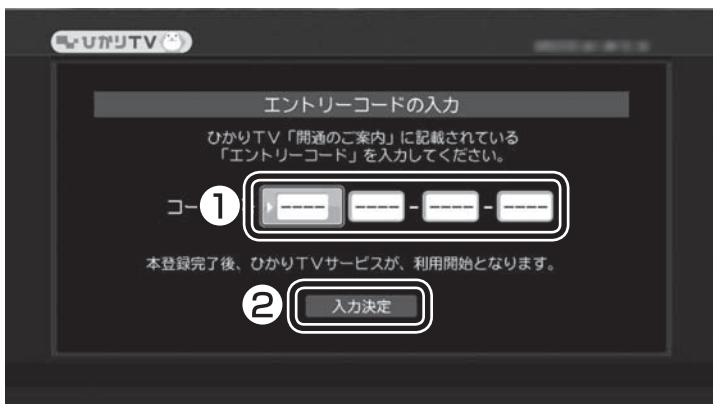 ひかりTV
エントリーコードの入力
ひかりTV「開通のご案内」に記載されている
「エントリーコード」を入力してください。
コー ① ---- ---- - ---- - ----
本登録完了後、ひかりTVサービスが、利用開始となります。
② 入力決定